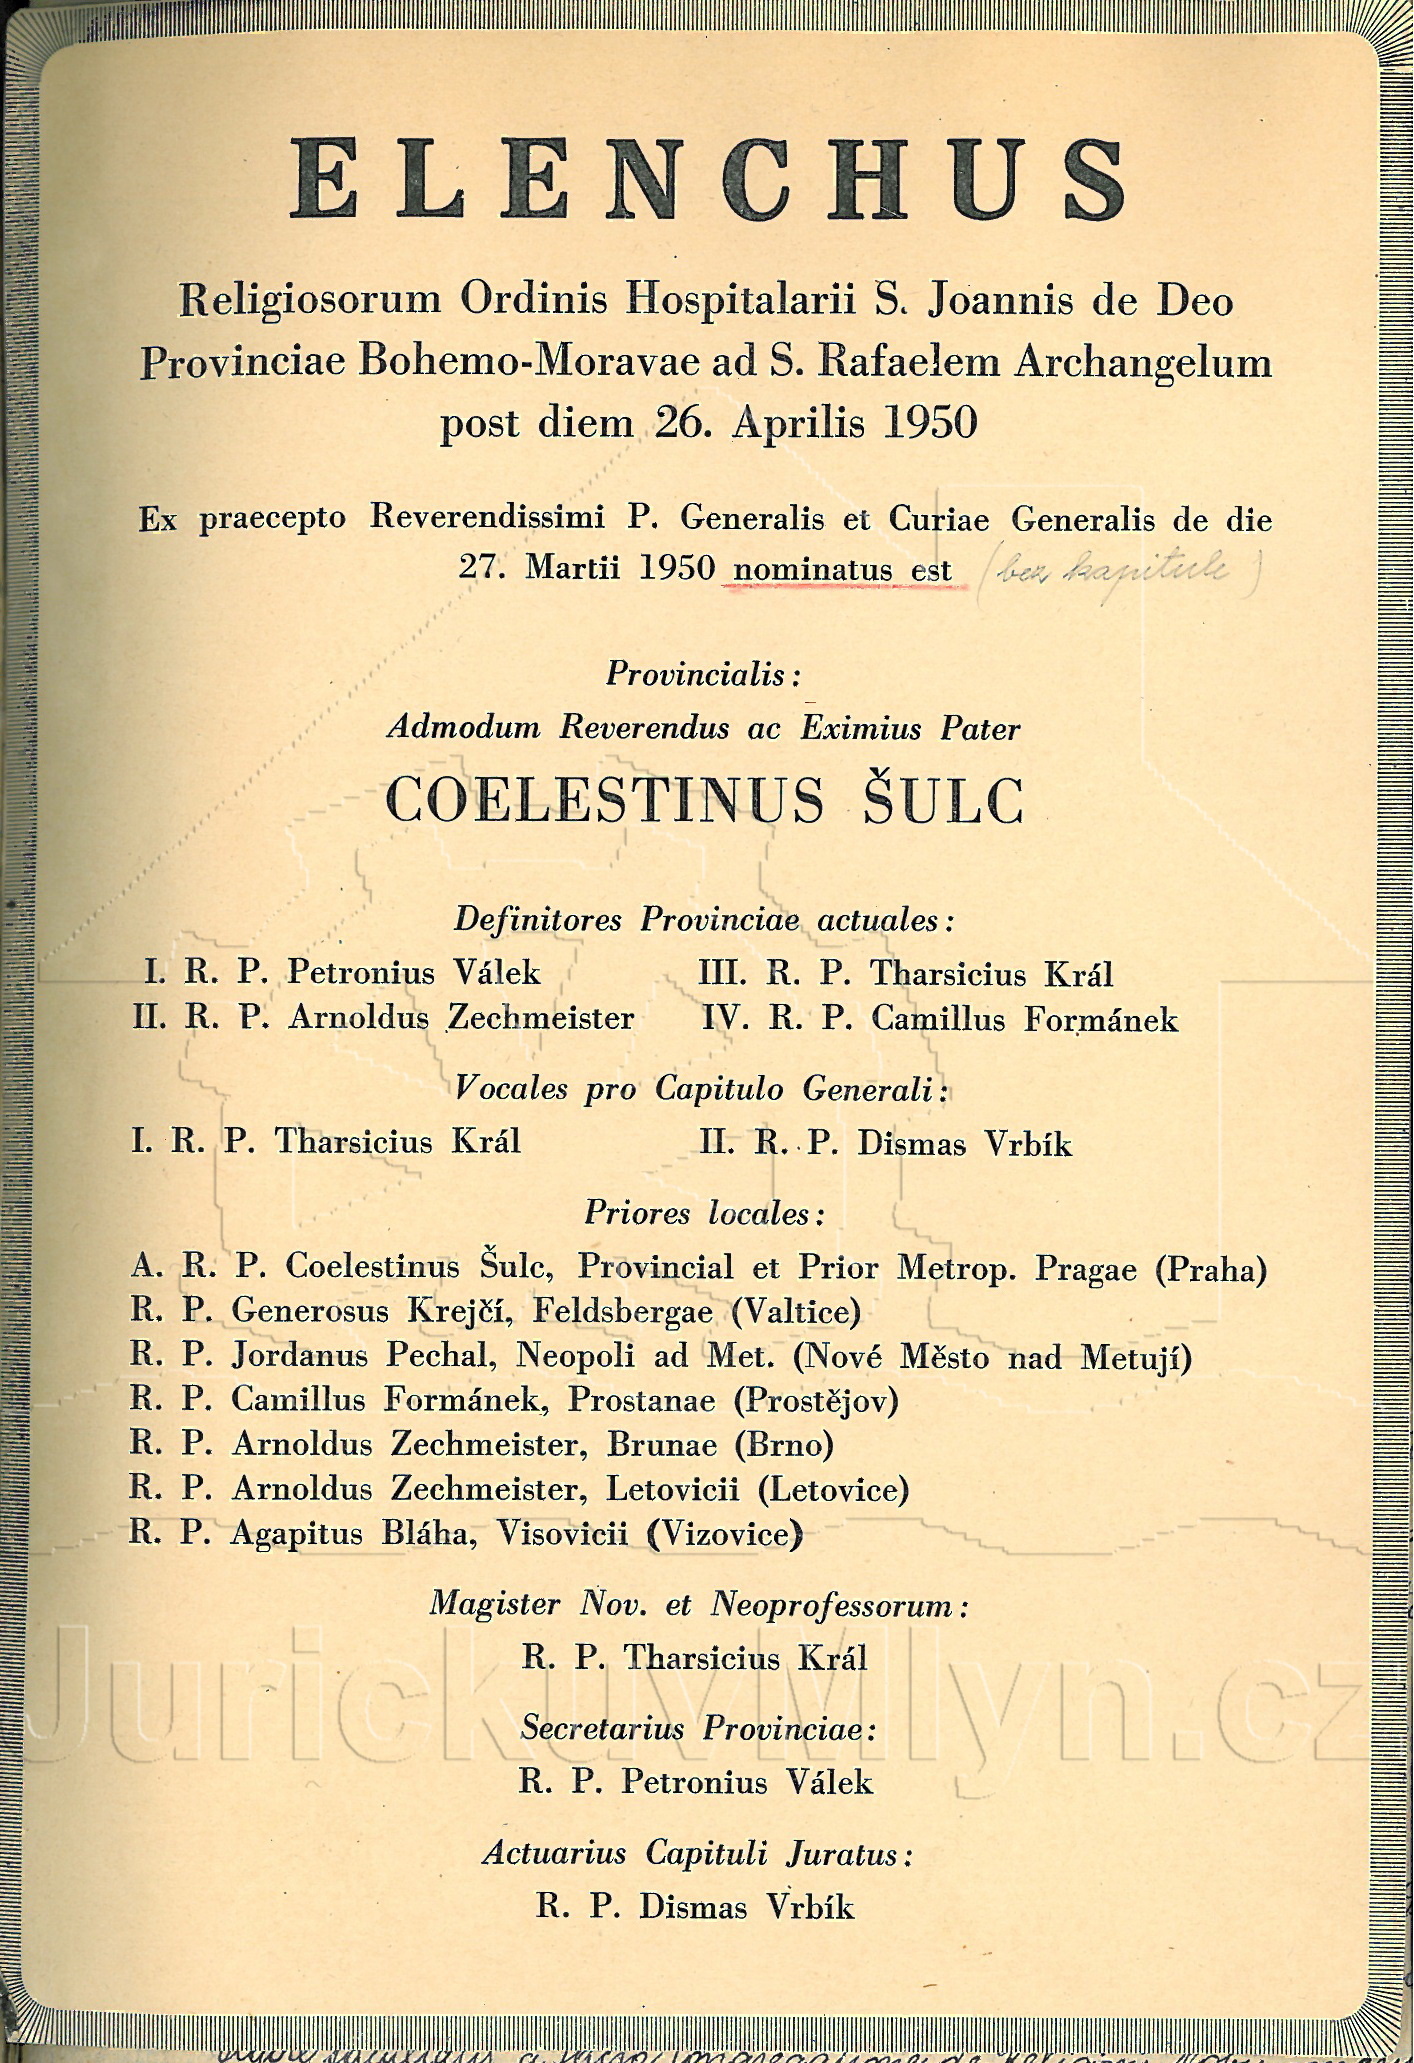 ELENCHUS
Religiosorum Ordinis Hospitalarii S. Joannis de Deo
Provinciae Bohemo-Moravae ad S. Rafaelem Archangelum
post diem 26. Aprilis 1950
Ex praecepto Reverendissimi P. Generalis et Curiae Generalis de die
27. Martii 1950 nominatus est (bez kapitule)
Provincialis:
Admodum Reverendus ac Eximius Pater
COELESTINUS ŠULC
Definitores Provinciae actuales:
I. R. P. Petronius Válek III. R. P. Tharsicius Král
II. R. P. Arnoldus Zechmeister IV. R. P. Camillus Formánek
Vocales pro Capitulo Generali:
I. R. P. Tharsicius Král II. R. P. Dismas Vrbík
Priores locales:
A. R. P. Coelestinus Šulc, Provincial et Prior Metrop. Pragae (Praha)
R. P. Generosus Krejčí, Feldsbergae (Valtice)
R. P. Jordanus Pechal, Neopoli ad Met. (Nové Město nad Metují)
R. P. Camillus Formánek, Prostanae (Prostějov)
R. P. Arnoldus Zechmeister, Brunae (Brno)
R. P. Arnoldus Zechmeister, Letovicii (Letovice)
R. P. Agapitus Bláha, Visovicii (Vizovice)
Magister Nov. et Neoprofessorum:
R. P. Tharsicius Král
JurickuvMlyn.cz
Secretarius Provinciae:
R. P. Petronius Válek
Actuarius Capituli Juratus:
R. P. Dismas Vrbík